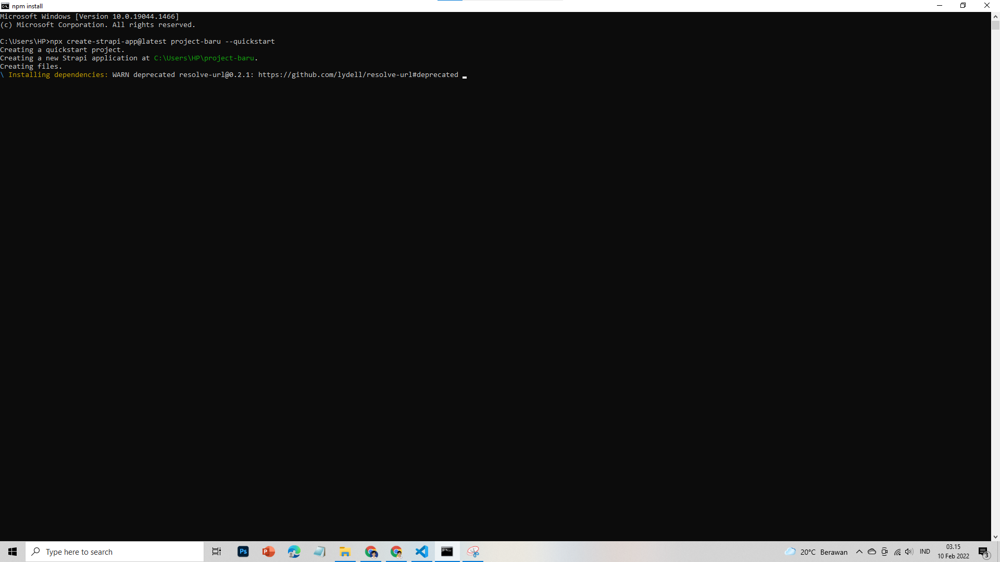 npm install
Microsoft Windows [Version 10.0.19044.1466]
(c) Microsoft Corporation. All rights reserved.
C:\Users\HP>npx create-strapi-app@latest project-baru --quickstart
Creating a quickstart project.
Creating a new Strapi application at C:\Users\HP\project-baru.
Creating files.
\ Installing dependencies: WARN deprecated resolve-url@0.2.1: https://github.com/lydell/resolve-url#deprecated
Type here to search
Ps
P
20°C Berawan
IND
03.15
10 Feb 2022
3